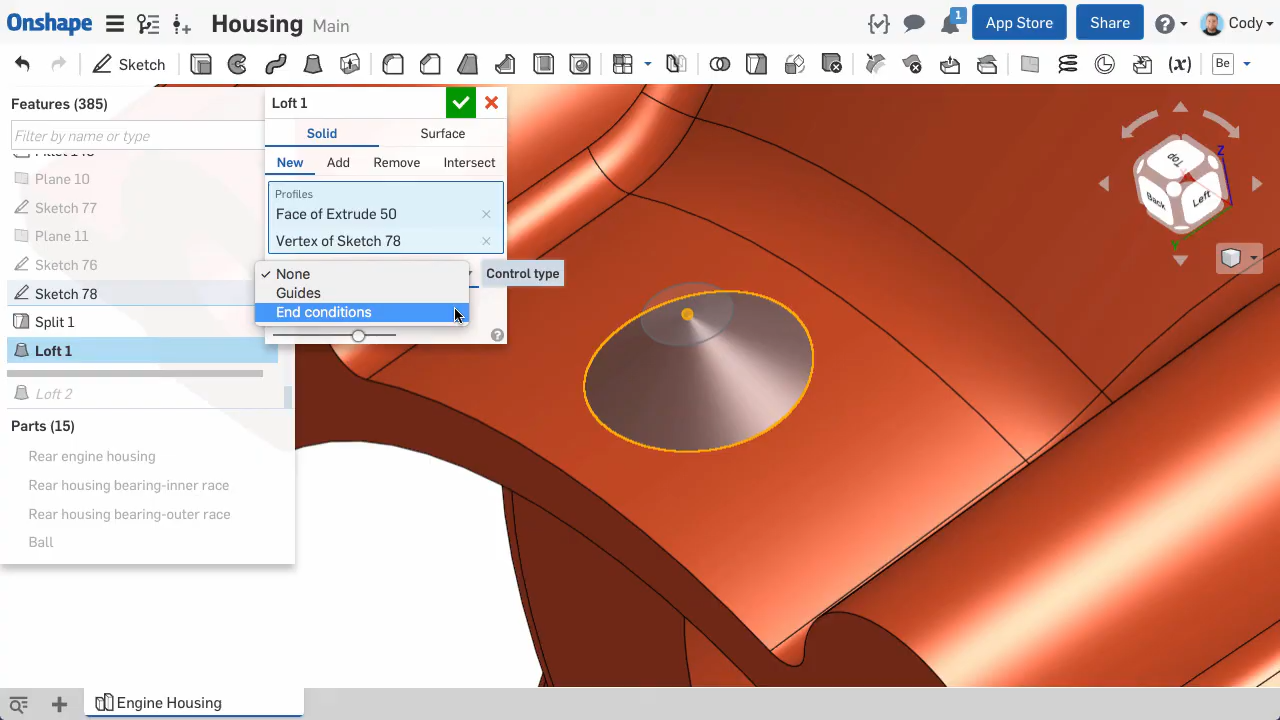 Onshape
Housing Main
1
App Store
Share
Cody
Sketch
(x)
Be
Features (385)
Filter by name or type
Plane 10
Sketch 77
Plane 11
Sketch 76
Sketch 78
Split 1
Loft 1
Loft 2
Parts (15)
Rear engine housing
Rear housing bearing-inner race
Rear housing bearing-outer race
Ball
Loft 1
Solid Surface
New Add Remove Intersect
Profiles
Face of Extrude 50
Vertex of Sketch 78
None
Guides
End conditions
Control type
Top
Back
Left
Z
Y
Engine Housing